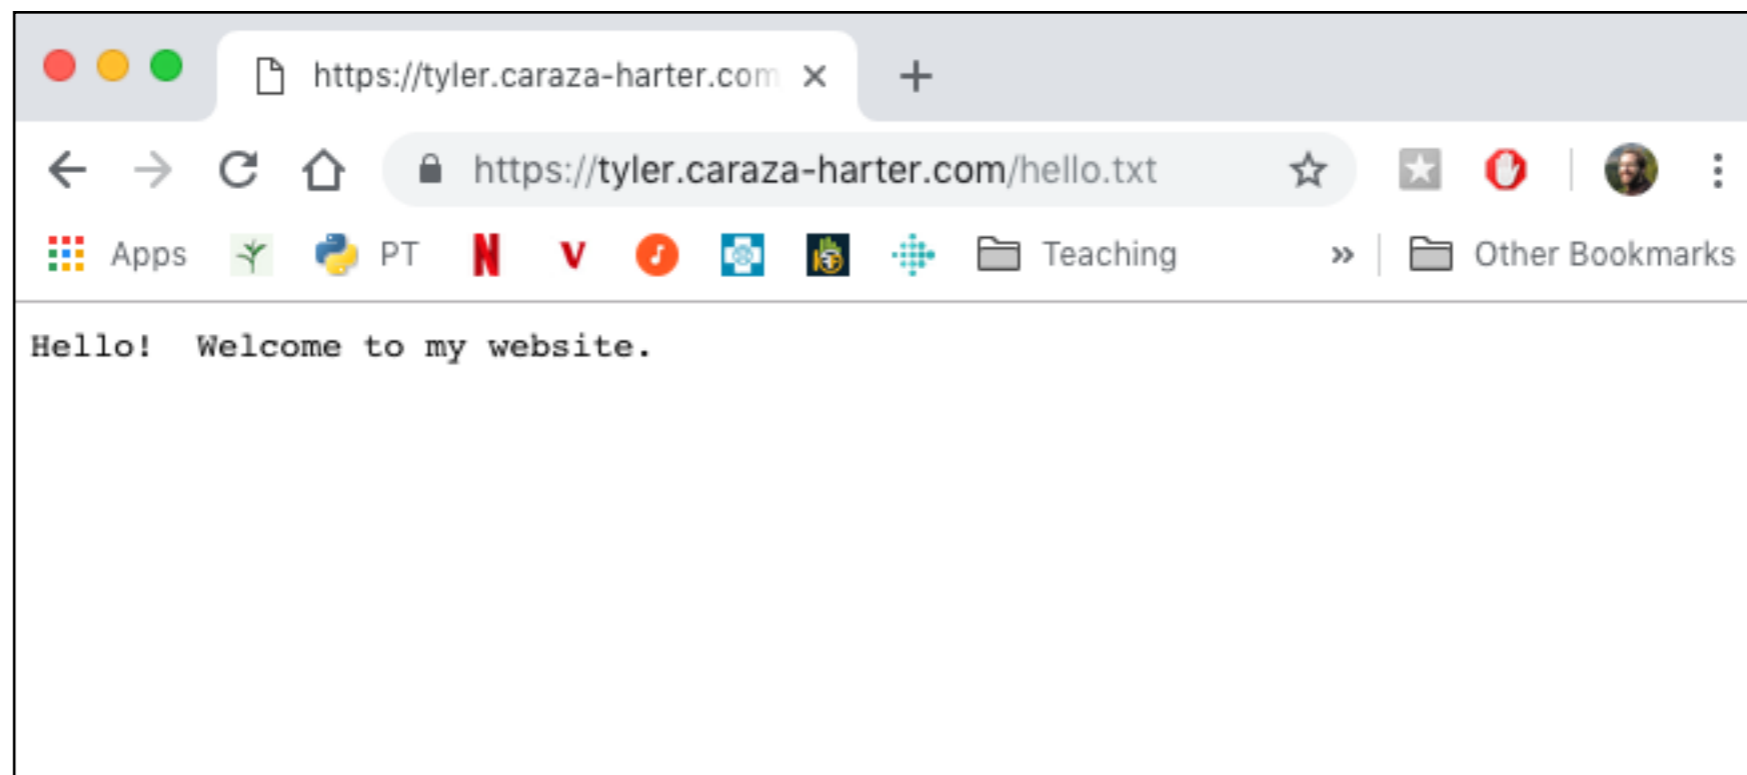 https://tyler.caraza-harter.com
https://tyler.caraza-harter.com/hello.txt
Apps PT N V Teaching » Other Bookmarks
Hello!  Welcome to my website.